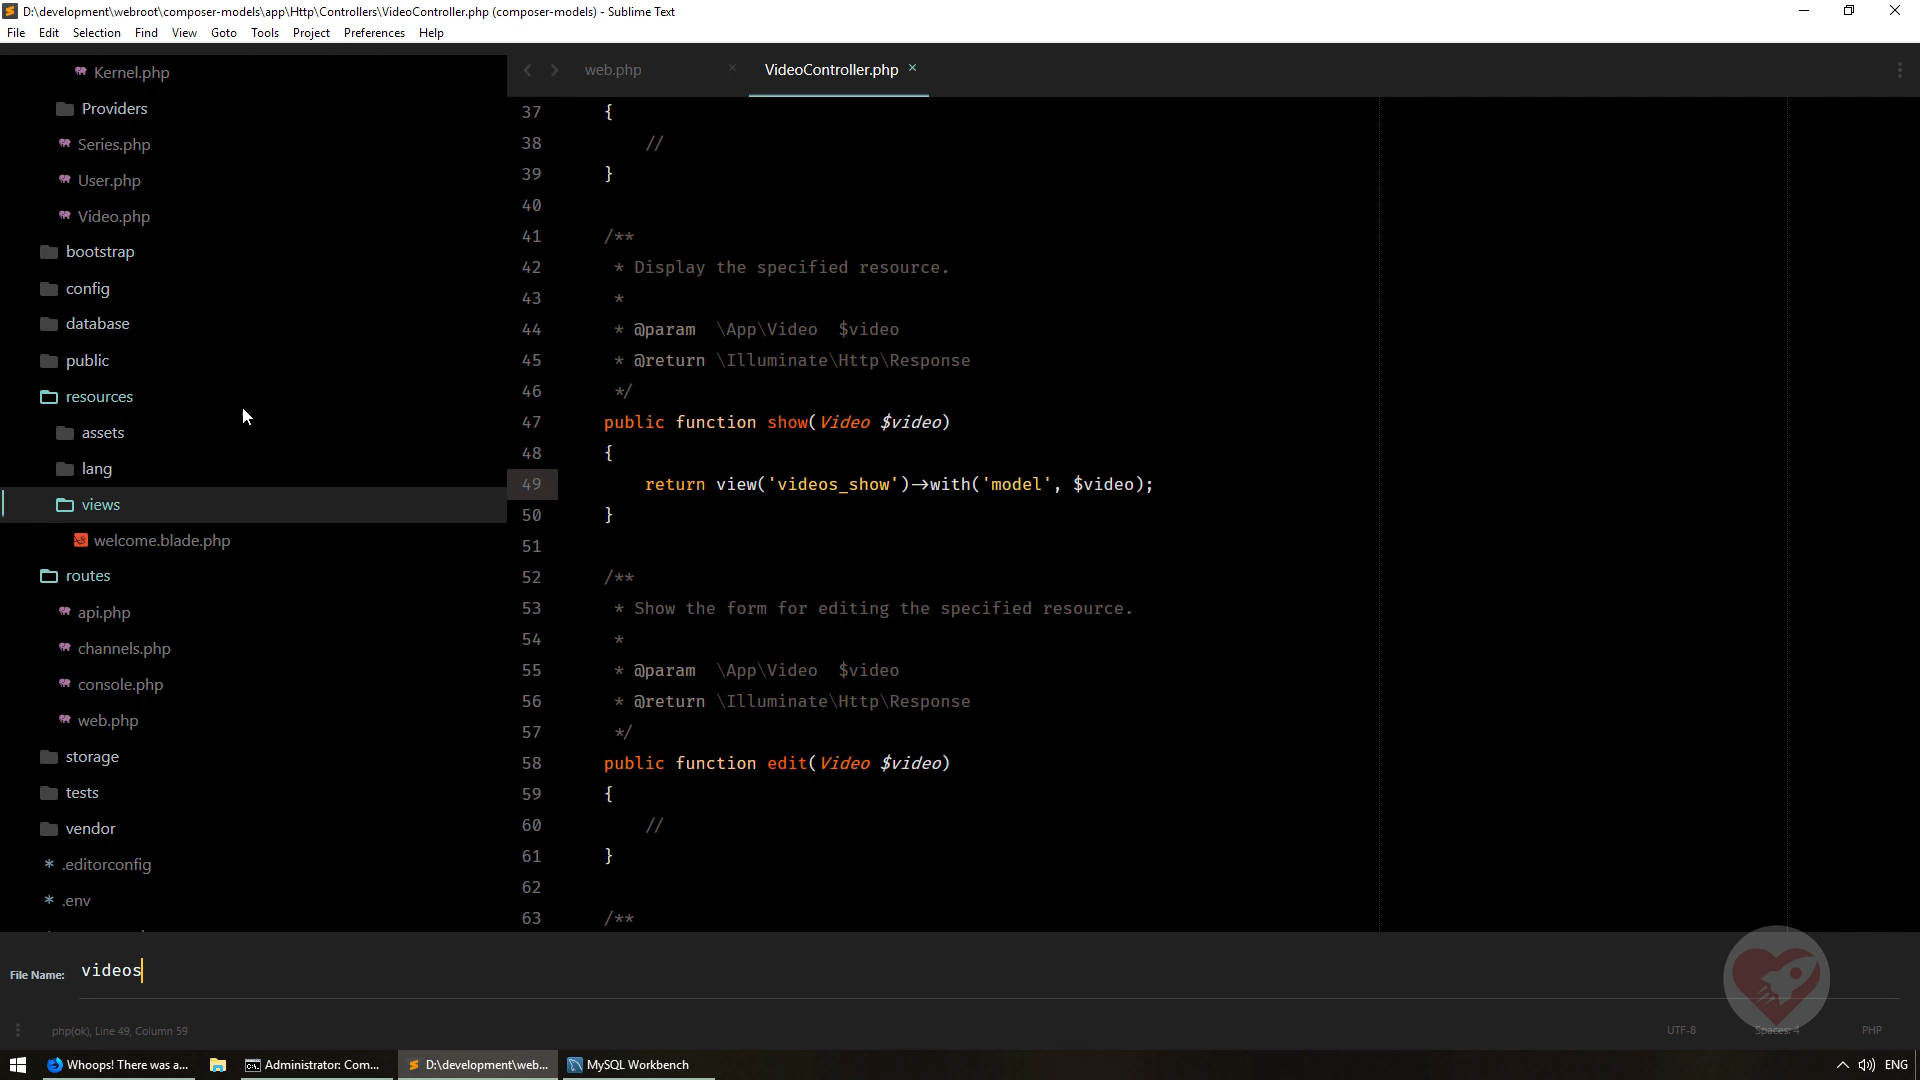 D:\development\webroot\composer-models\app\Http\Controllers\VideoController.php (composer-models) - Sublime Text
File Edit Selection Find View Goto Tools Project Preferences Help
Kernel.php
Providers
Series.php
User.php
Video.php
bootstrap
config
database
public
resources
assets
lang
views
welcome.blade.php
routes
api.php
channels.php
console.php
web.php
storage
tests
vendor
.editorconfig
.env
web.php × VideoController.php ×
37 {
38 //
39 }
40
41 /**
42 * Display the specified resource.
43 *
44 * @param \App\Video $video
45 * @return \Illuminate\Http\Response
46 */
47 public function show(Video $video)
48 {
49 return view('videos_show')->with('model', $video);
50 }
51
52 /**
53 * Show the form for editing the specified resource.
54 *
55 * @param \App\Video $video
56 * @return \Illuminate\Http\Response
57 */
58 public function edit(Video $video)
59 {
60 //
61 }
62
63 /**
File Name: videos
php(ok), Line 49, Column 59 UTF-8 Spaces: 4 PHP
Whoops! There was a... Administrator: Com... D:\development\web... MySQL Workbench ENG